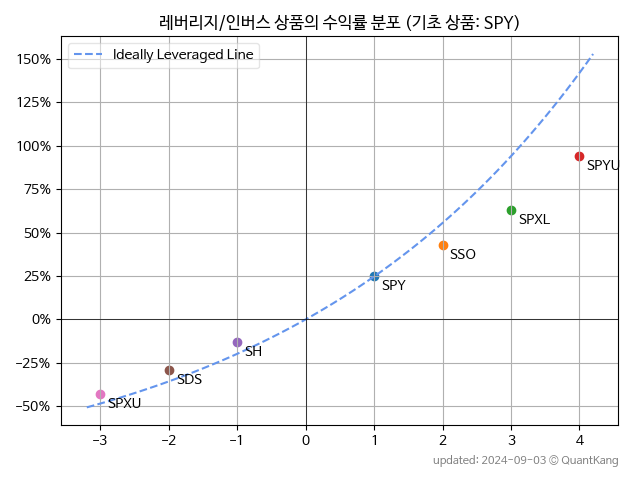 레버리지/인버스 상품의 수익률 분포 (기초 상품: SPY)
Ideally Leveraged Line
150%
125%
100%
75%
50%
25%
0%
−25%
−50%
SPYU
SPXL
SSO
SPY
SH
SDS
SPXU
−3 −2 −1 0 1 2 3 4
updated: 2024-09-03 © QuantKang